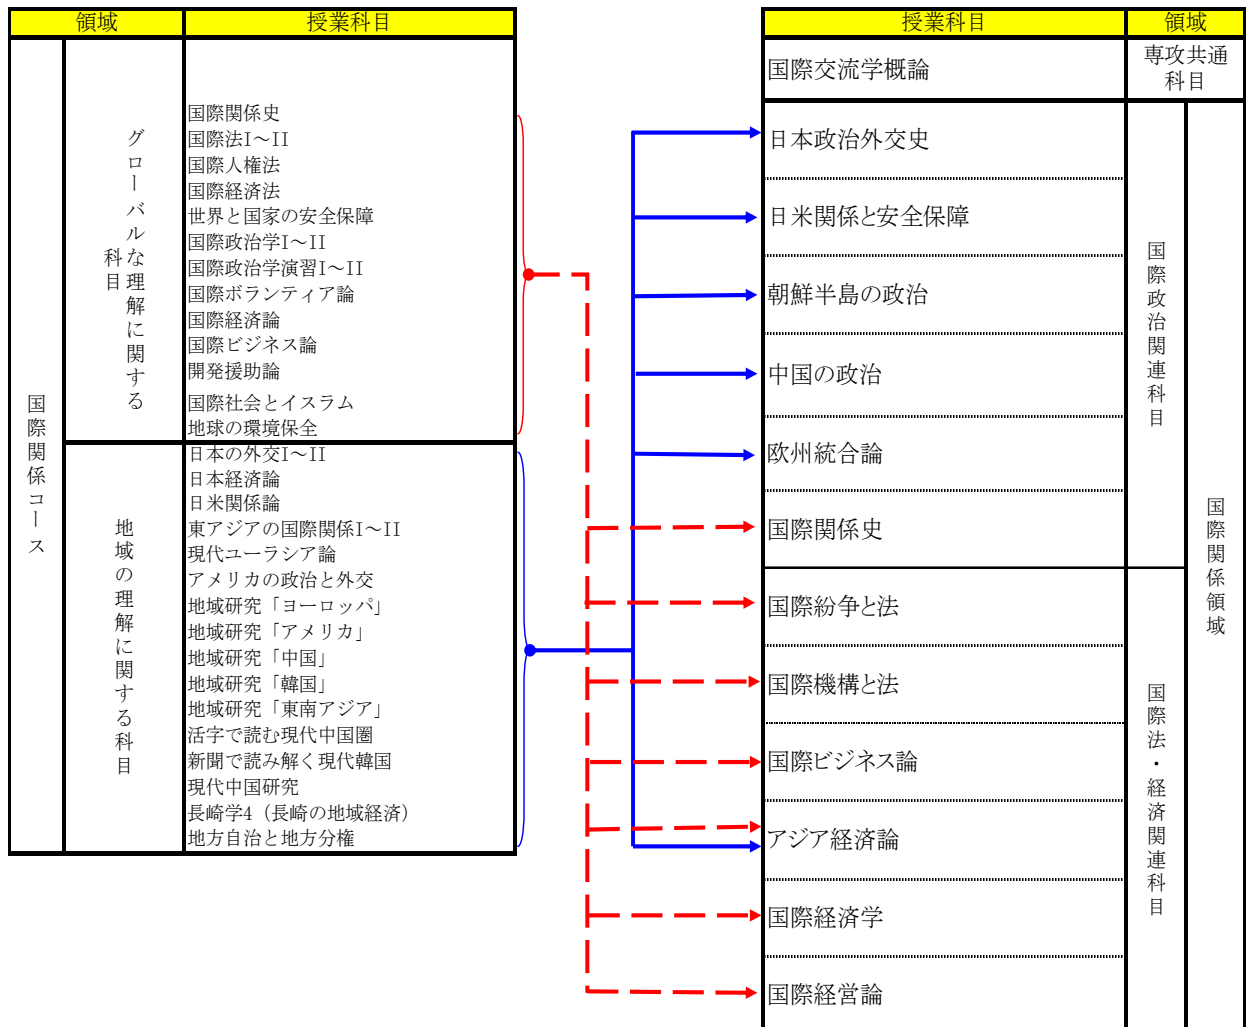 領域
授業科目
国際関係コース
グローバルな理解に関する
科目
国際関係史
国際法I～II
国際人権法
国際経済法
世界と国家の安全保障
国際政治学I～II
国際政治学演習I～II
国際ボランティア論
国際経済論
国際ビジネス論
開発援助論
国際社会とイスラム
地球の環境保全
地域の理解に関する科目
日本の外交I～II
日本経済論
日米関係論
東アジアの国際関係I～II
現代ユーラシア論
アメリカの政治と外交
地域研究「ヨーロッパ」
地域研究「アメリカ」
地域研究「中国」
地域研究「韓国」
地域研究「東南アジア」
活字で読む現代中国圏
新聞で読み解く現代韓国
現代中国研究
長崎学4（長崎の地域経済）
地方自治と地方分権
授業科目
領域
国際交流学概論
専攻共通
科目
日本政治外交史
日米関係と安全保障
朝鮮半島の政治
中国の政治
欧州統合論
国際関係史
国際政治関連科目
国際紛争と法
国際機構と法
国際ビジネス論
アジア経済論
国際経済学
国際経営論
国際法・経済関連科目
国際関係領域